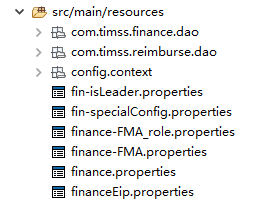 src/main/resources
com.timss.finance.dao
com.timss.reimburse.dao
config.context
fin-isLeader.properties
fin-specialConfig.properties
finance-FMA_role.properties
finance-FMA.properties
finance.properties
financeEip.properties